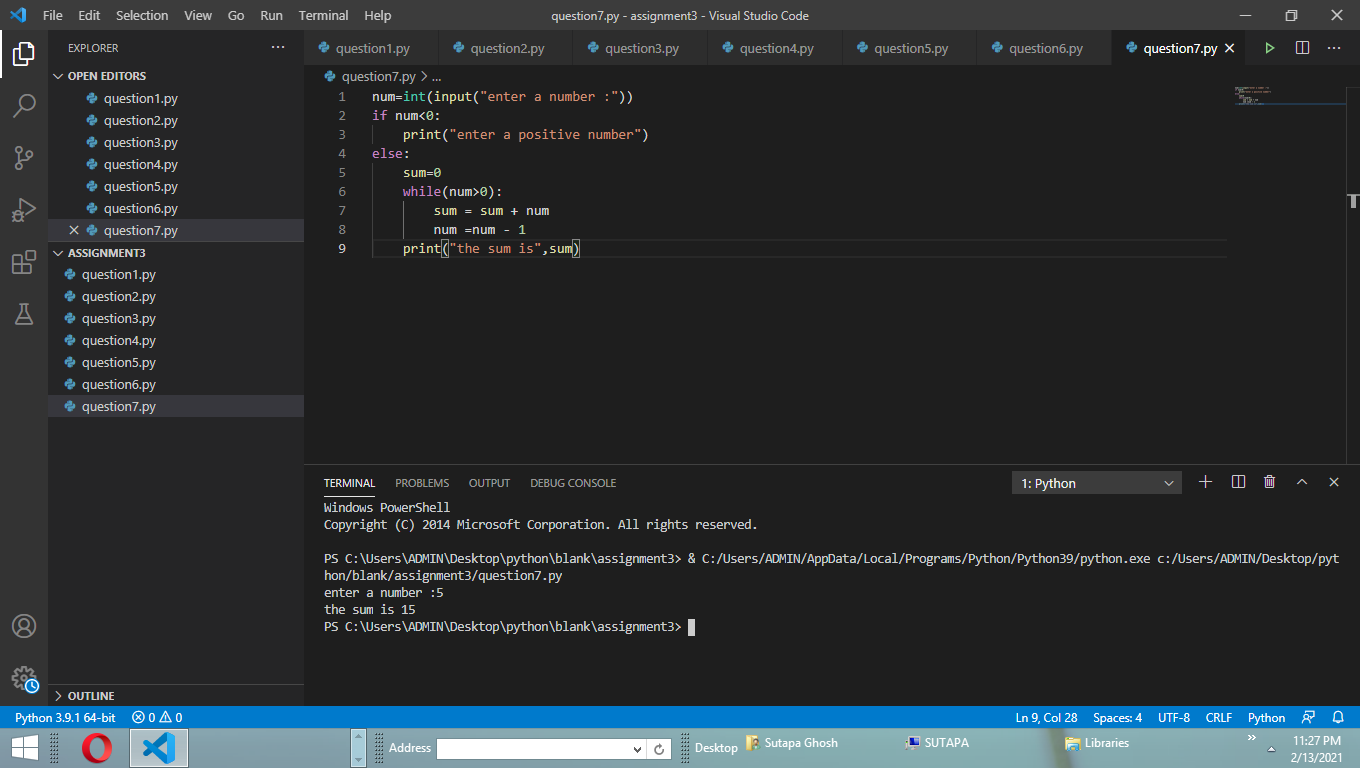 File Edit Selection View Go Run Terminal Help question7.py - assignment3 - Visual Studio Code
EXPLORER
OPEN EDITORS
question1.py
question2.py
question3.py
question4.py
question5.py
question6.py
question7.py
ASSIGNMENT3
question1.py
question2.py
question3.py
question4.py
question5.py
question6.py
question7.py
OUTLINE
question1.py question2.py question3.py question4.py question5.py question6.py question7.py
question7.py > ...
1 num=int(input("enter a number :"))
2 if num<0:
3     print("enter a positive number")
4 else:
5     sum=0
6     while(num>0):
7         sum = sum + num
8         num =num - 1
9     print("the sum is",sum)
TERMINAL PROBLEMS OUTPUT DEBUG CONSOLE 1: Python
Windows PowerShell
Copyright (C) 2014 Microsoft Corporation. All rights reserved.
PS C:\Users\ADMIN\Desktop\python\blank\assignment3> & C:/Users/ADMIN/AppData/Local/Programs/Python/Python39/python.exe c:/Users/ADMIN/Desktop/pyt
hon/blank/assignment3/question7.py
enter a number :5
the sum is 15
PS C:\Users\ADMIN\Desktop\python\blank\assignment3>
Python 3.9.1 64-bit 0 0 Ln 9, Col 28 Spaces: 4 UTF-8 CRLF Python
Address Desktop Sutapa Ghosh SUTAPA Libraries » 11:27 PM
2/13/2021